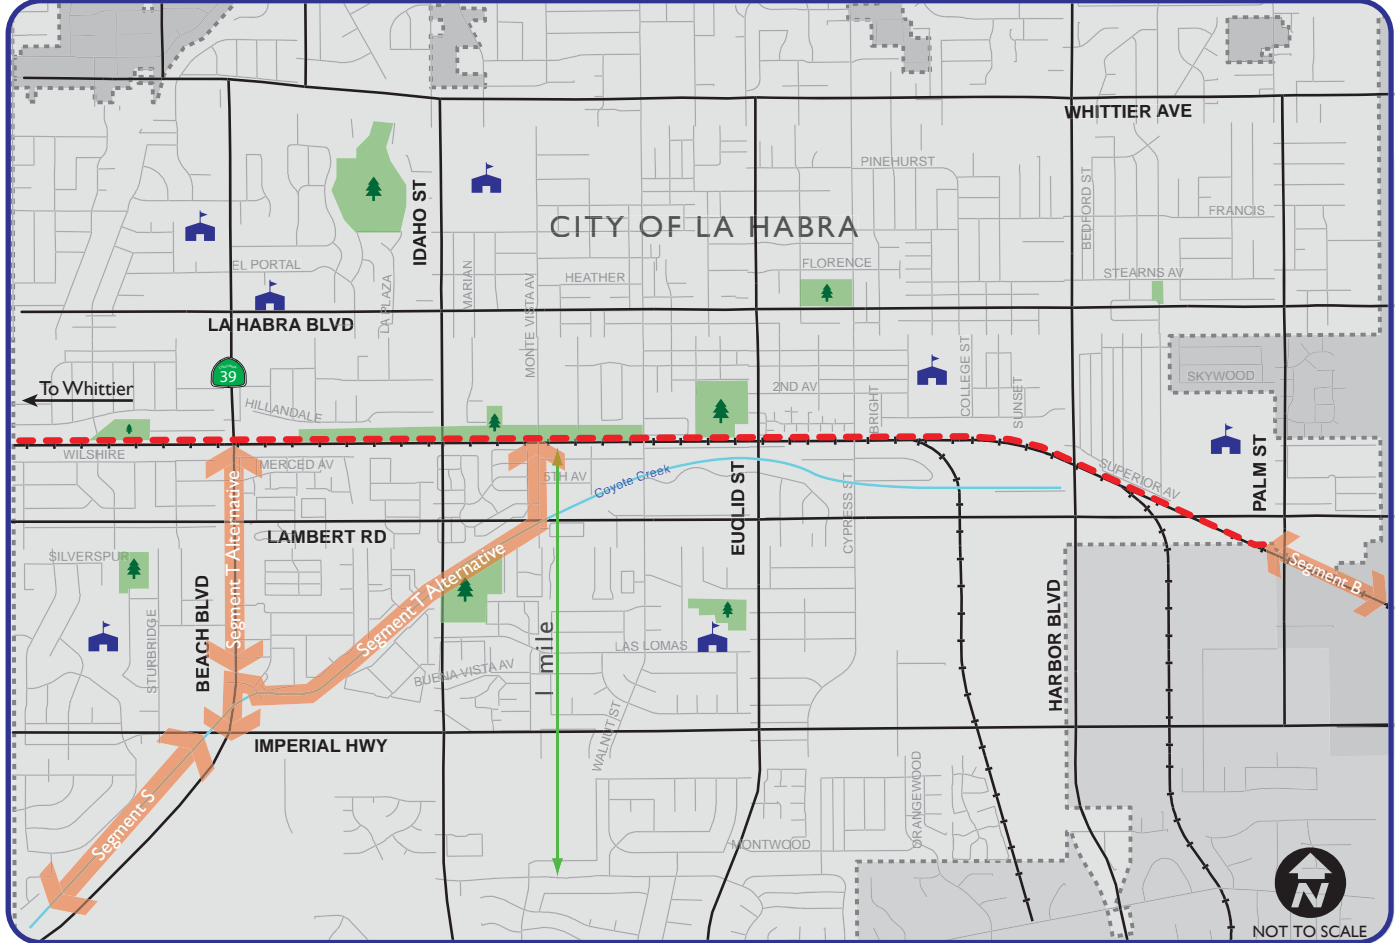 WHITTIER AVE
PINEHURST
IDAHO ST
BEDFORD ST
FRANCIS
CITY OF LA HABRA
EL PORTAL
LA PLAZA
MARIAN
MONTE VISTA AV
HEATHER
FLORENCE
STEARNS AV
LA HABRA BLVD
39
To Whittier
HILLANDALE
2ND AV
BRIGHT
COLLEGE ST
SUNSET
SKYWOOD
WILSHIRE
MERCED AV
5TH AV
Coyote Creek
EUCLID ST
CYPRESS ST
SUPERIOR AV
PALM ST
LAMBERT RD
SILVERSPUR
STURBRIDGE
BEACH BLVD
Segment T Alternative
Segment T Alternative
Segment B
1 mile
LAS LOMAS
BUENA VISTA AV
WALNUT ST
HARBOR BLVD
IMPERIAL HWY
Segment S
ORANGEWOOD
MONTWOOD
N
NOT TO SCALE